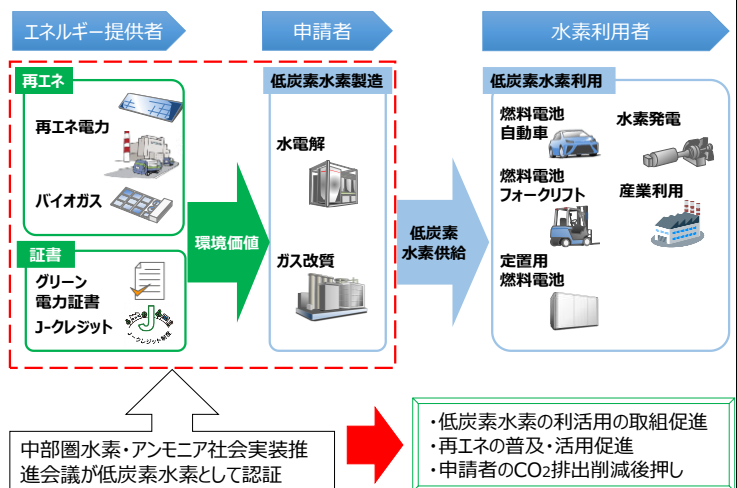 エネルギー提供者
申請者
水素利用者
再エネ
再エネ電力
バイオガス
証書
グリーン
電力証書
J-クレジット
J-クレジット制度
環境価値
低炭素水素製造
水電解
ガス改質
低炭素
水素供給
低炭素水素利用
燃料電池
自動車
水素発電
燃料電池
フォークリフト
産業利用
定置用
燃料電池
中部圏水素・アンモニア社会実装推
進会議が低炭素水素として認証
・低炭素水素の利活用の取組促進
・再エネの普及・活用促進
・申請者のCO₂排出削減後押し